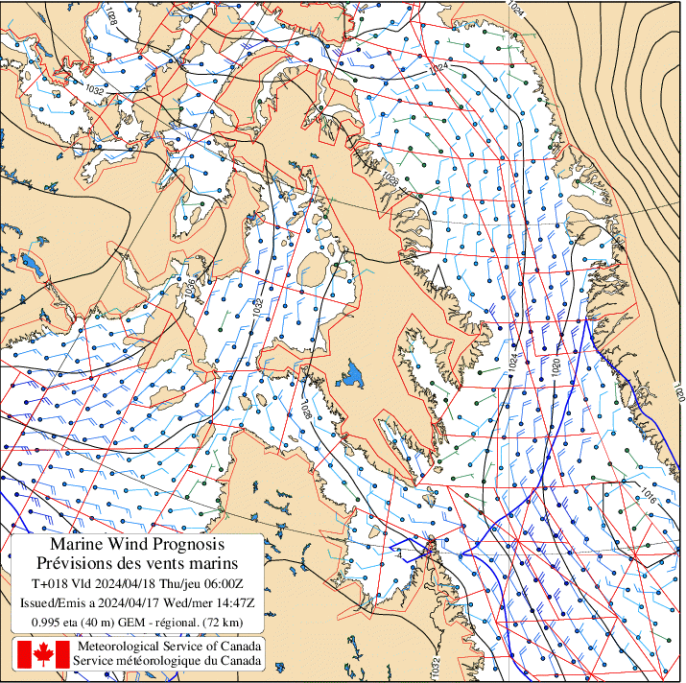 1028
1024
1032
1024
1028
1036
1032
1024
1020
1020
1028
1016
1032
Marine Wind Prognosis
Prévisions des vents marins
T+018 Vld 2024/04/18 Thu/jeu 06:00Z
Issued/Emis a 2024/04/17 Wed/mer 14:47Z
0.995 eta (40 m) GEM - régional. (72 km)
Meteorological Service of Canada
Service météorologique du Canada